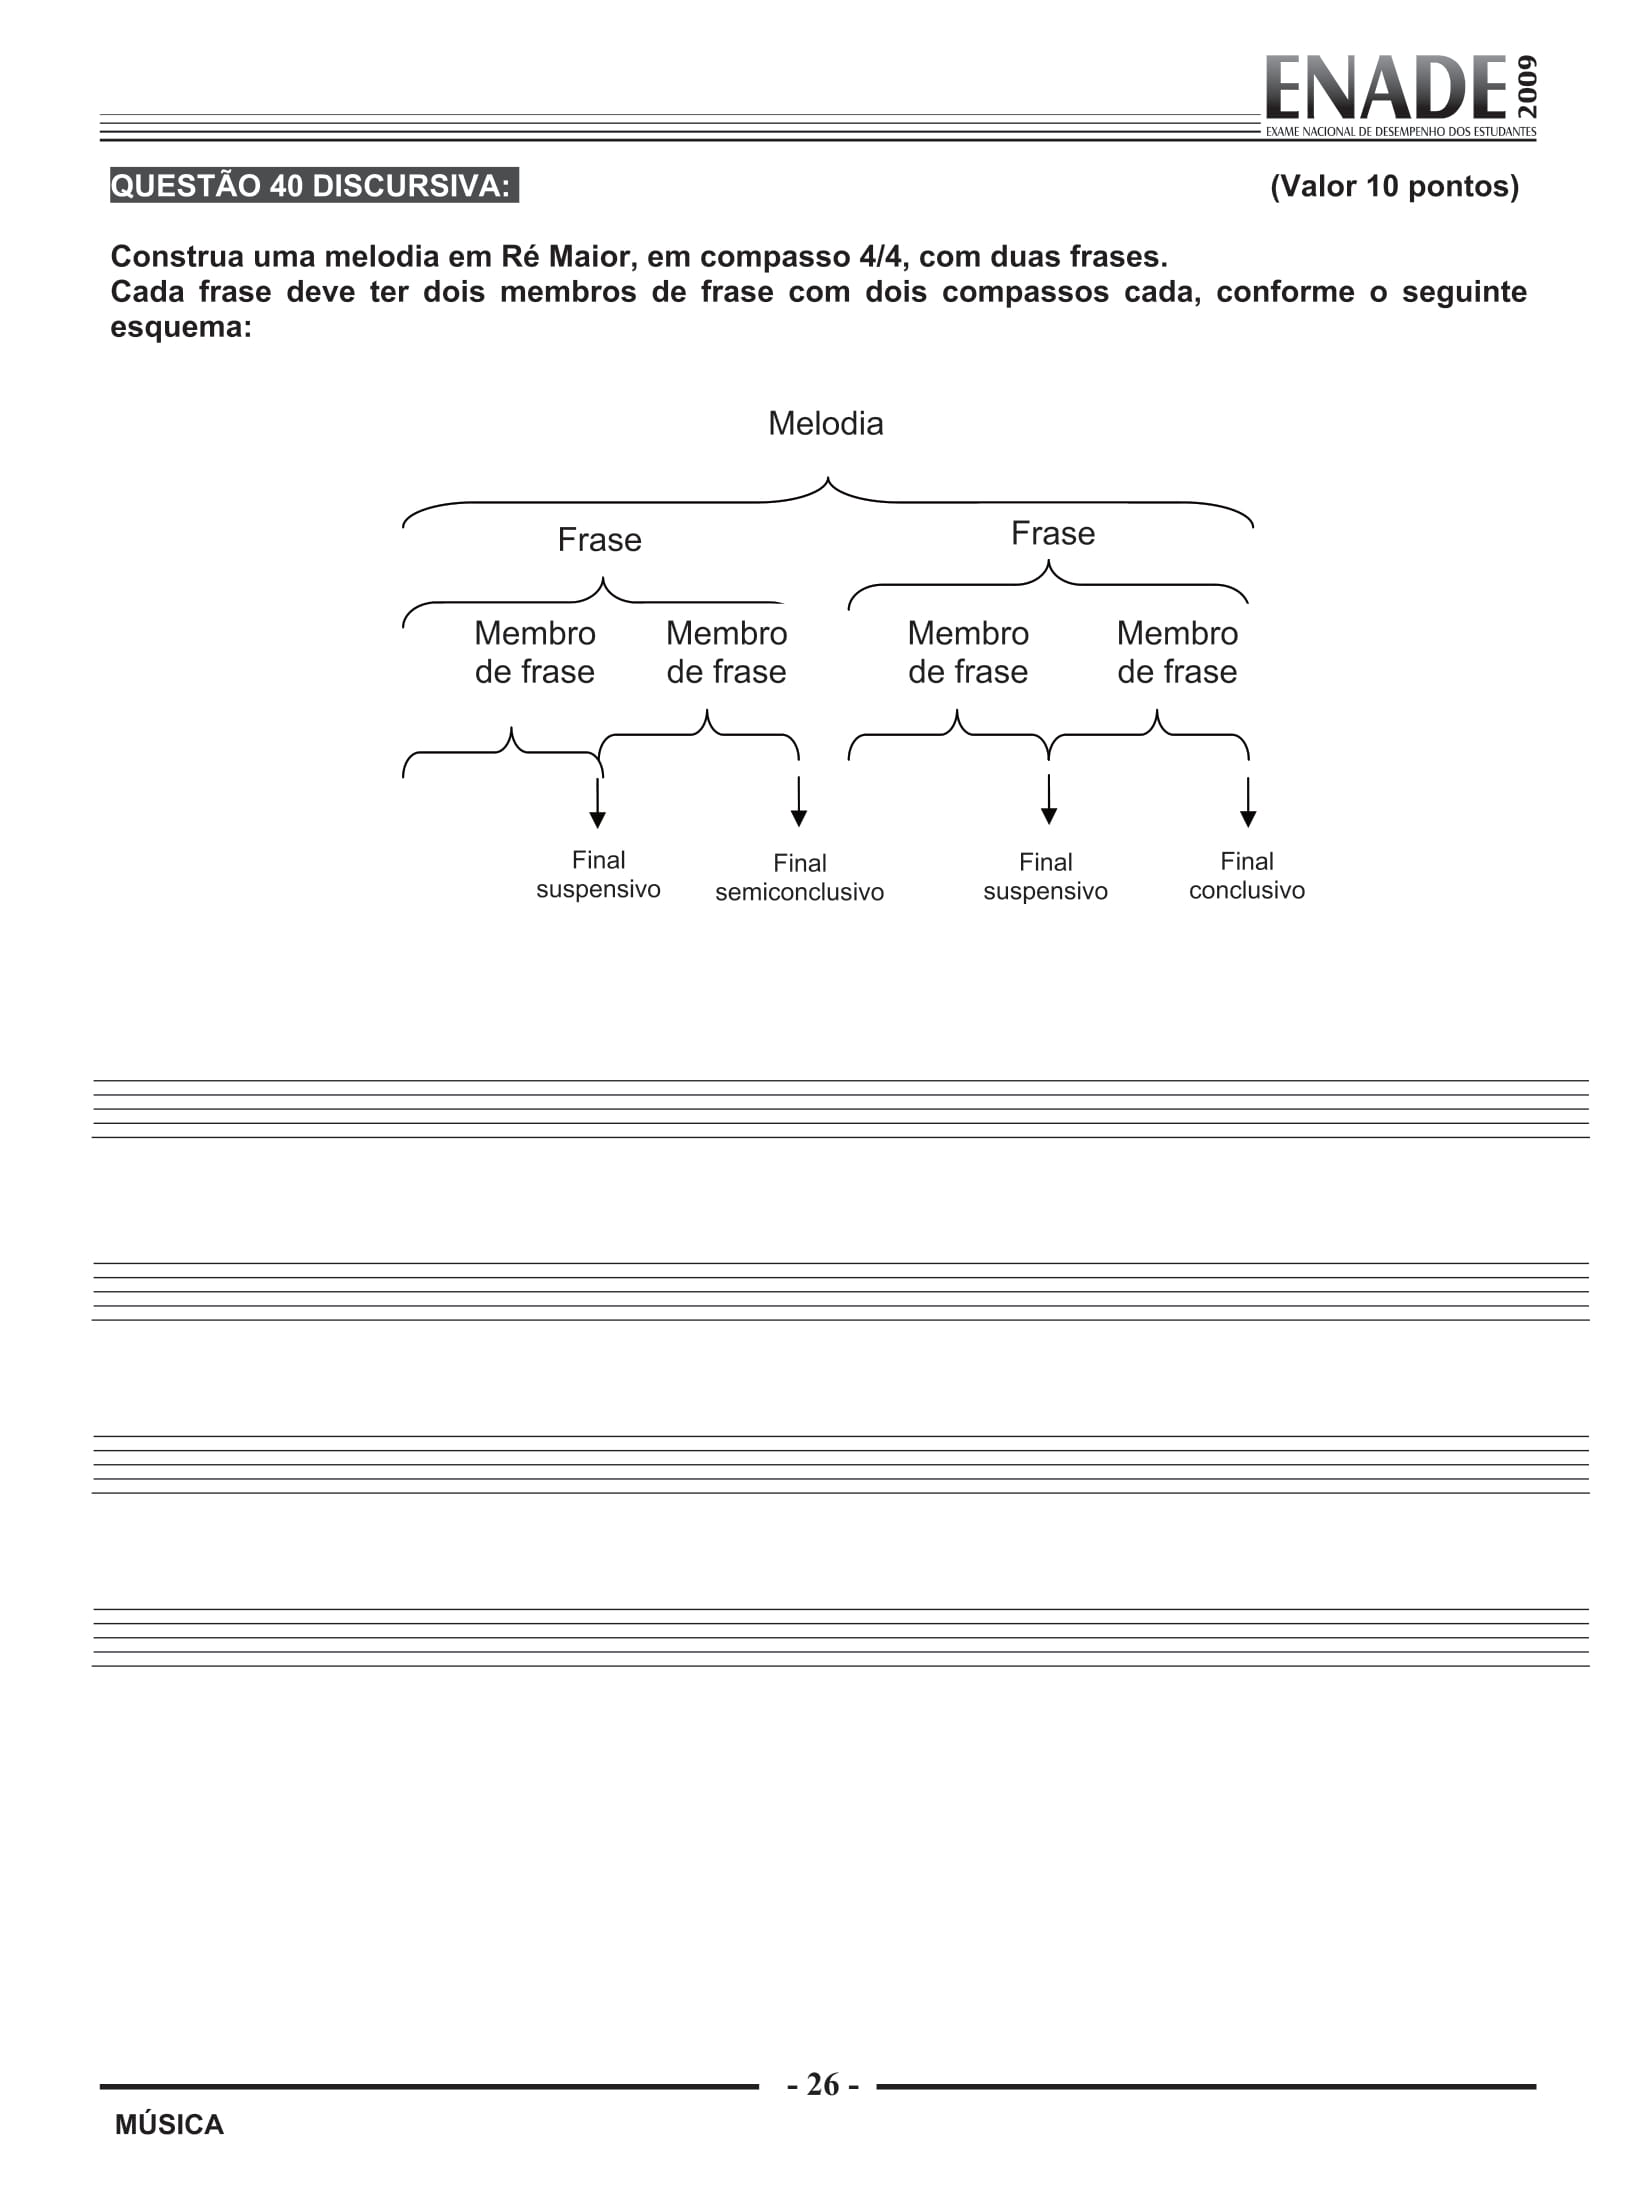 ENADE 2009
EXAME NACIONAL DE DESEMPENHO DOS ESTUDANTES
QUESTÃO 40 DISCURSIVA: (Valor 10 pontos)
Construa uma melodia em Ré Maior, em compasso 4/4, com duas frases.
Cada frase deve ter dois membros de frase com dois compassos cada, conforme o seguinte
esquema:
Melodia
Frase Frase
Membro Membro Membro Membro
de frase de frase de frase de frase
Final Final Final Final
suspensivo semiconclusivo suspensivo conclusivo
- 26 -
MÚSICA